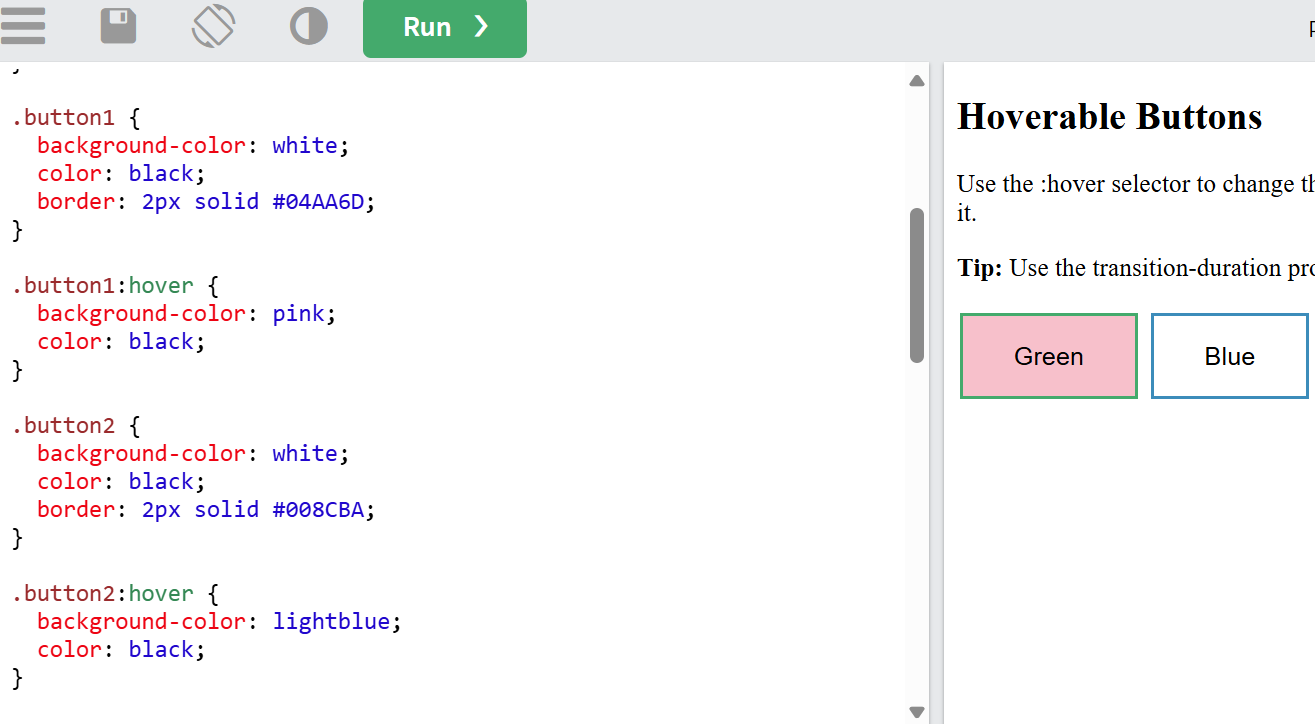 Run ❯
}
.button1 {
  background-color: white;
  color: black;
  border: 2px solid #04AA6D;
}
.button1:hover {
  background-color: pink;
  color: black;
}
.button2 {
  background-color: white;
  color: black;
  border: 2px solid #008CBA;
}
.button2:hover {
  background-color: lightblue;
  color: black;
}
Hoverable Buttons
Use the :hover selector to change
it.
Tip: Use the transition-duration
Green
Blue